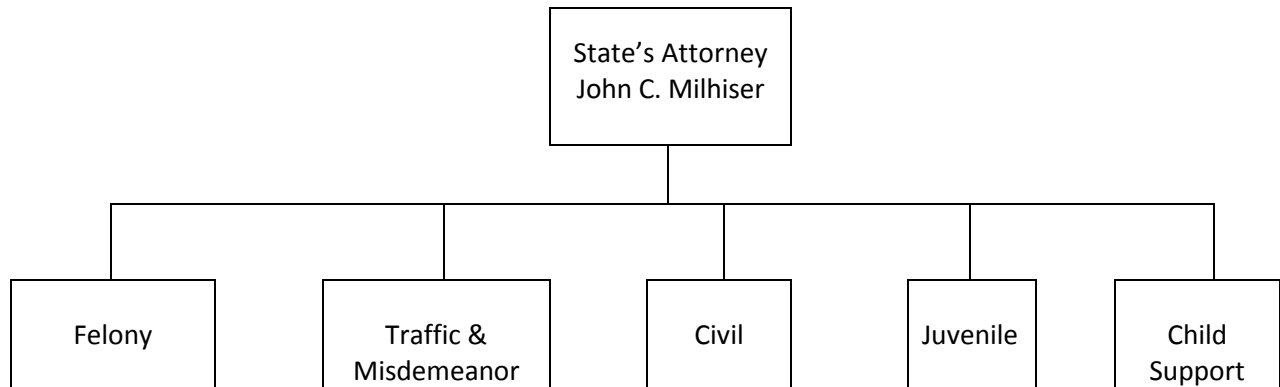 State’s Attorney
John C. Milhiser
Felony
Traffic &
Misdemeanor
Civil
Juvenile
Child
Support